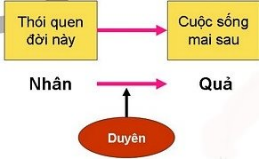 Thói quen
đời này
Cuộc sống
mai sau
Nhân
Quả
Duyên